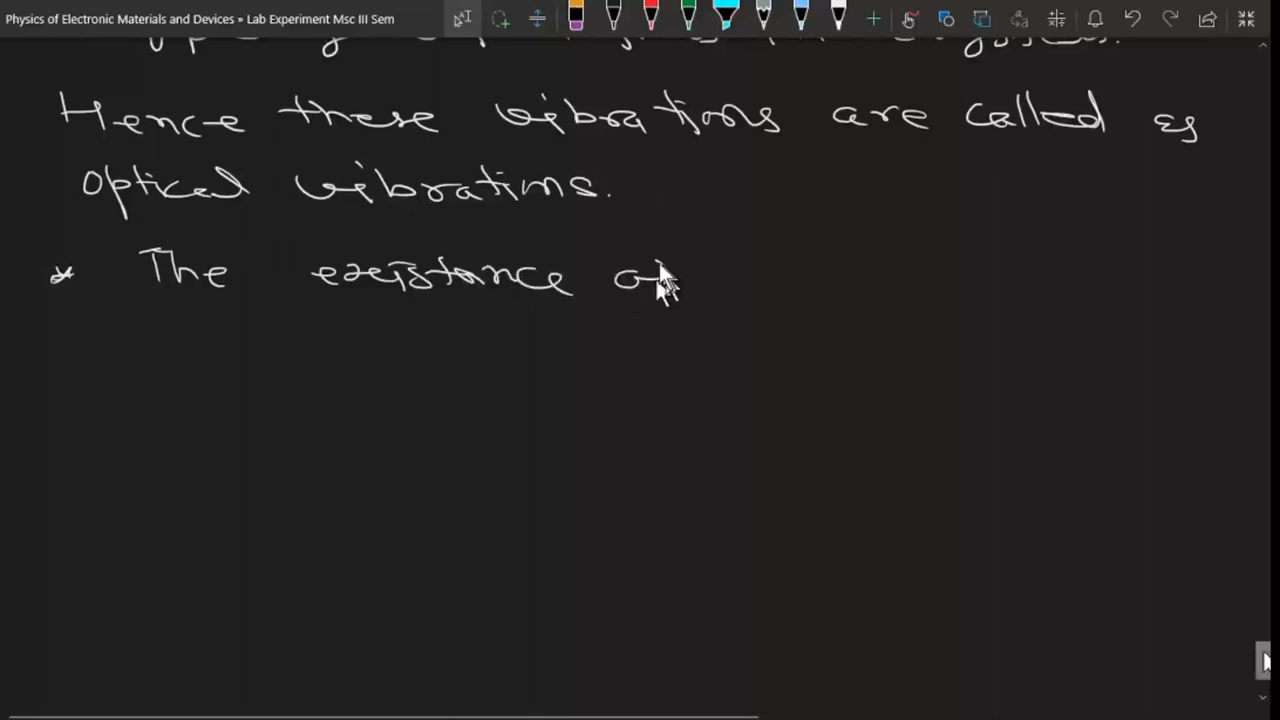 Physics of Electronic Materials and Devices » Lab Experiment Msc III Sem
Hence these vibrations are called as
optical vibrations.
* The existance